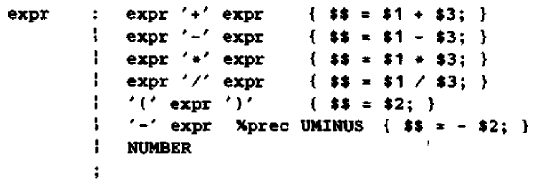 expr : expr '+' expr { $$ = $1 + $3; }
¦ expr '-' expr { $$ = $1 - $3; }
¦ expr '*' expr { $$ = $1 * $3; }
¦ expr '/' expr { $$ = $1 / $3; }
¦ '(' expr ')' { $$ = $2; }
¦ '-' expr %prec UMINUS { $$ = - $2; }
¦ NUMBER
;